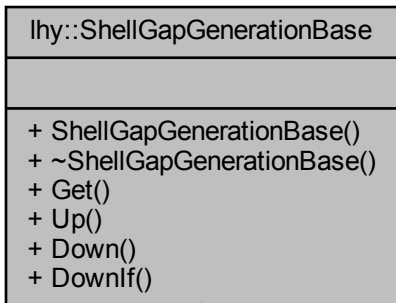 lhy::ShellGapGenerationBase
+ ShellGapGenerationBase()
+ ~ShellGapGenerationBase()
+ Get()
+ Up()
+ Down()
+ DownIf()